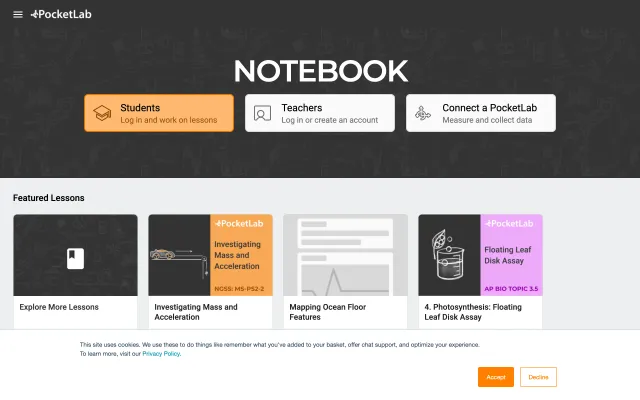 PocketLab
NOTEBOOK
Students
Log in and work on lessons
Teachers
Log in or create an account
Connect a PocketLab
Measure and collect data
Featured Lessons
Explore More Lessons
PocketLab
Investigating
Mass and
Acceleration
NGSS: MS-PS2-2
Investigating Mass and
Acceleration
Mapping Ocean Floor
Features
PocketLab
Floating Leaf
Disk Assay
AP BIO TOPIC 3.5
4. Photosynthesis: Floating
Leaf Disk Assay
This site uses cookies. We use these to do things like remember what you've added to your basket, offer chat support, and optimize your experience.
To learn more, visit our Privacy Policy.
Accept
Decline